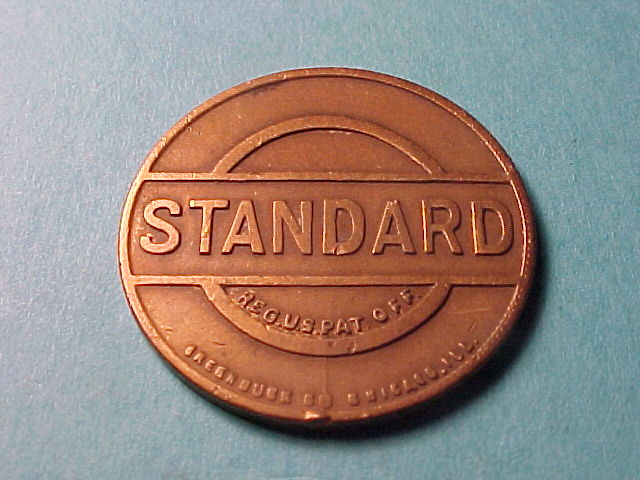 STANDARD
REG.U.S.PAT.OFF.
GREENDUCK CO CHICAGO, ILL.